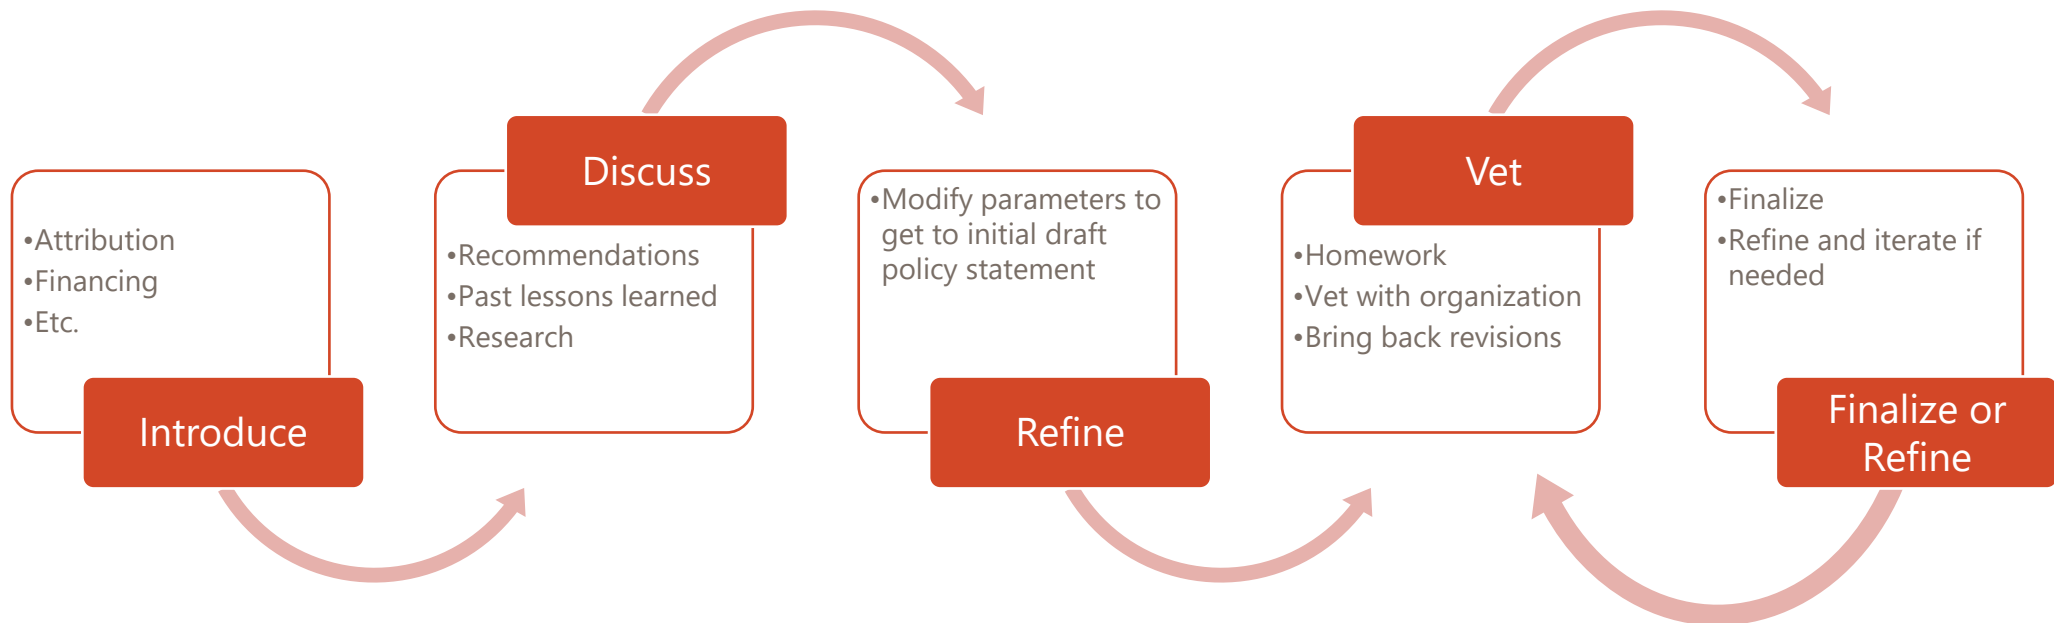 •Attribution
•Financing
•Etc.
Introduce
Discuss
•Recommendations
•Past lessons learned
•Research
•Modify parameters to
get to initial draft
policy statement
Refine
Vet
•Homework
•Vet with organization
•Bring back revisions
•Finalize
•Refine and iterate if
needed
Finalize or
Refine